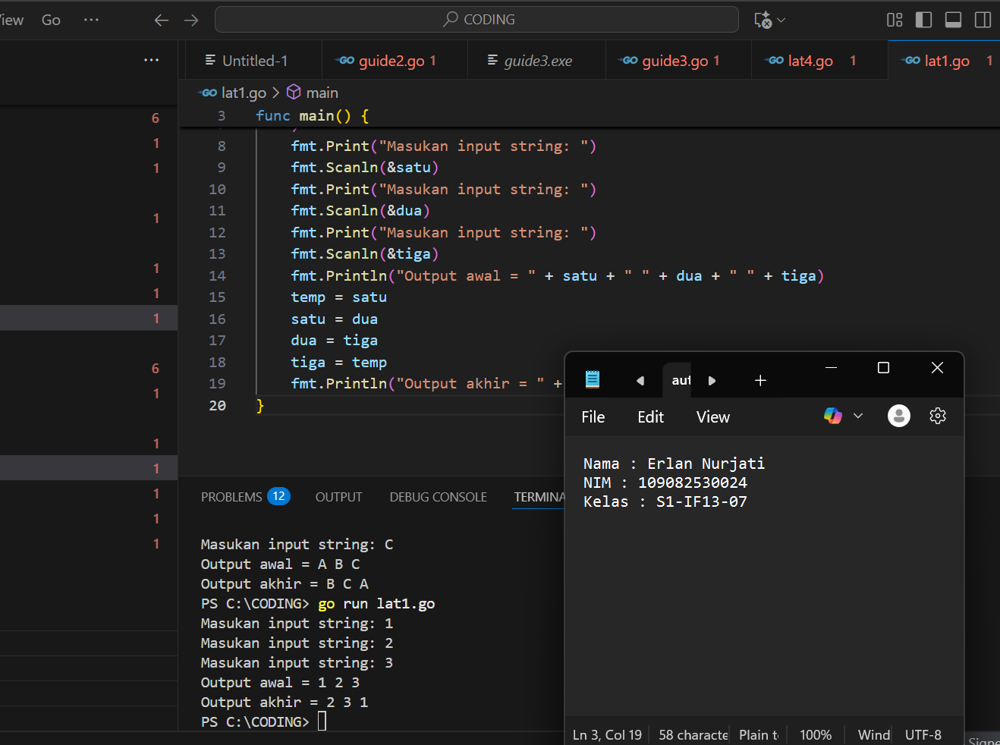 Go ··· CODING
··· Untitled-1 guide2.go 1 guide3.exe guide3.go 1 lat4.go 1 lat1.go 1
lat1.go > main
3 func main() {
8 fmt.Print("Masukan input string: ")
9 fmt.Scanln(&satu)
10 fmt.Print("Masukan input string: ")
11 fmt.Scanln(&dua)
12 fmt.Print("Masukan input string: ")
13 fmt.Scanln(&tiga)
14 fmt.Println("Output awal = " + satu + " " + dua + " " + tiga)
15 temp = satu
16 satu = dua
17 dua = tiga
18 tiga = temp
19 fmt.Println("Output akhir = " +
20 }
6
1
1
1
1
1
1
6
1
1
1
1
1
1
PROBLEMS 12 OUTPUT DEBUG CONSOLE
Masukan input string: C
Output awal = A B C
Output akhir = B C A
PS C:\CODING> go run lat1.go
Masukan input string: 1
Masukan input string: 2
Masukan input string: 3
Output awal = 1 2 3
Output akhir = 2 3 1
PS C:\CODING>
File Edit View
Nama : Erlan Nurjati
NIM : 109082530024
Kelas : S1-IF13-07
Ln 3, Col 19 58 characte Plain t 100% Wind UTF-8